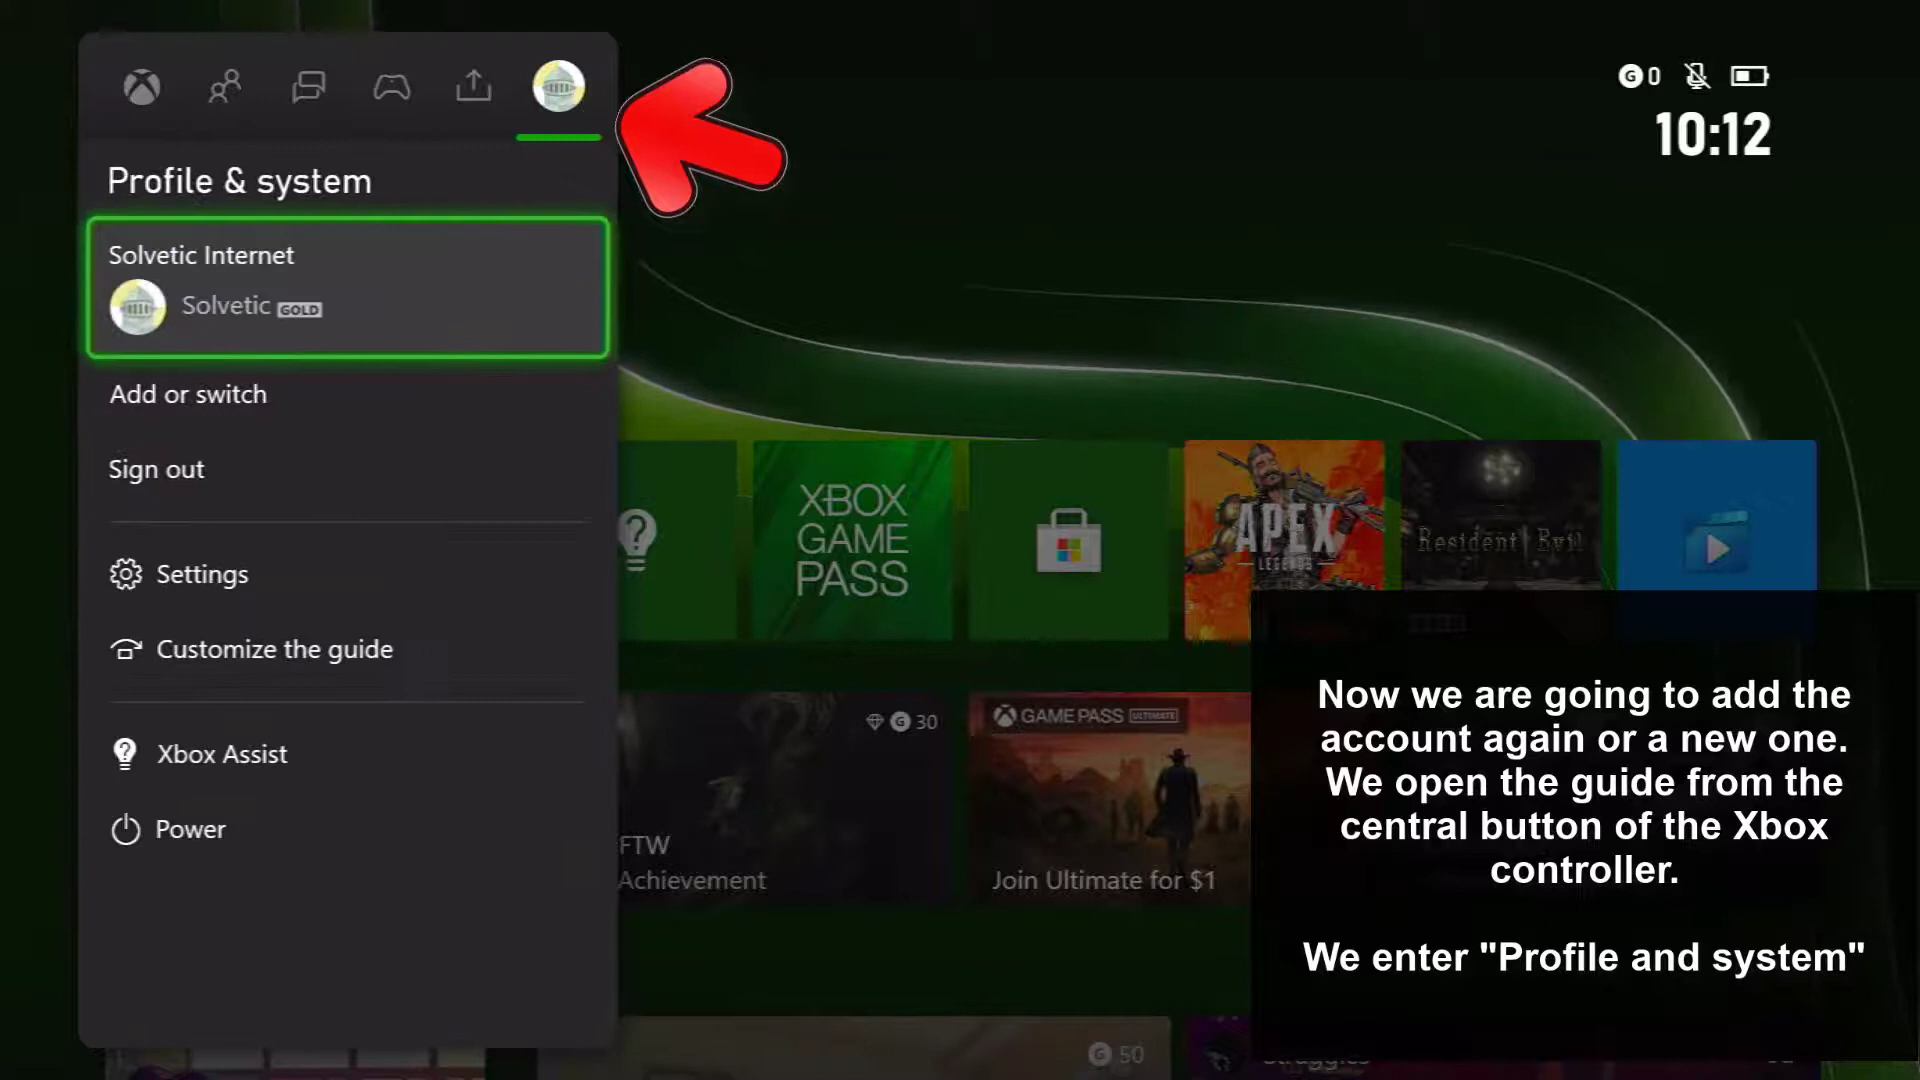 G 0
10:12
Profile & system
Solvetic Internet
Solvetic GOLD
Add or switch
Sign out
Settings
Customize the guide
Xbox Assist
Power
XBOX
GAME
PASS
APEX
LEGENDS
Resident Evil
G 30
FTW
Achievement
GAME PASS ULTIMATE
Join Ultimate for $1
Now we are going to add the
account again or a new one.
We open the guide from the
central button of the Xbox
controller.
We enter "Profile and system"
G 50